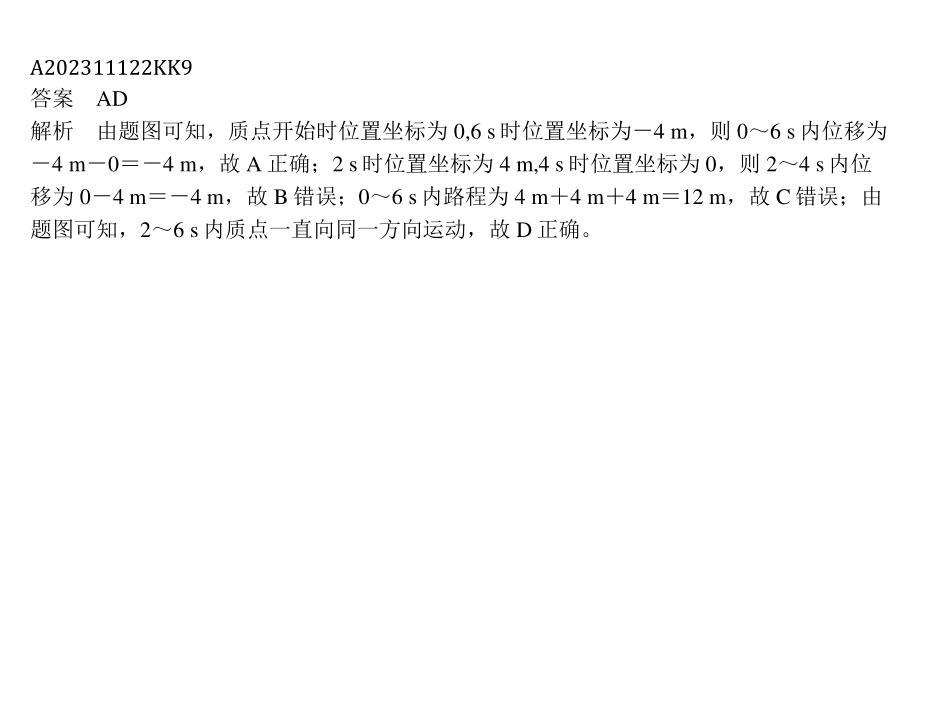 A202311122KK9
答案 AD
解析 由题图可知，质点开始时位置坐标为 0,6 s 时位置坐标为－4 m，则 0～6 s 内位移为
－4 m－0＝－4 m，故 A 正确；2 s 时位置坐标为 4 m,4 s 时位置坐标为 0，则 2～4 s 内位
移为 0－4 m＝－4 m，故 B 错误；0～6 s 内路程为 4 m＋4 m＋4 m＝12 m，故 C 错误；由
题图可知，2～6 s 内质点一直向同一方向运动，故 D 正确。